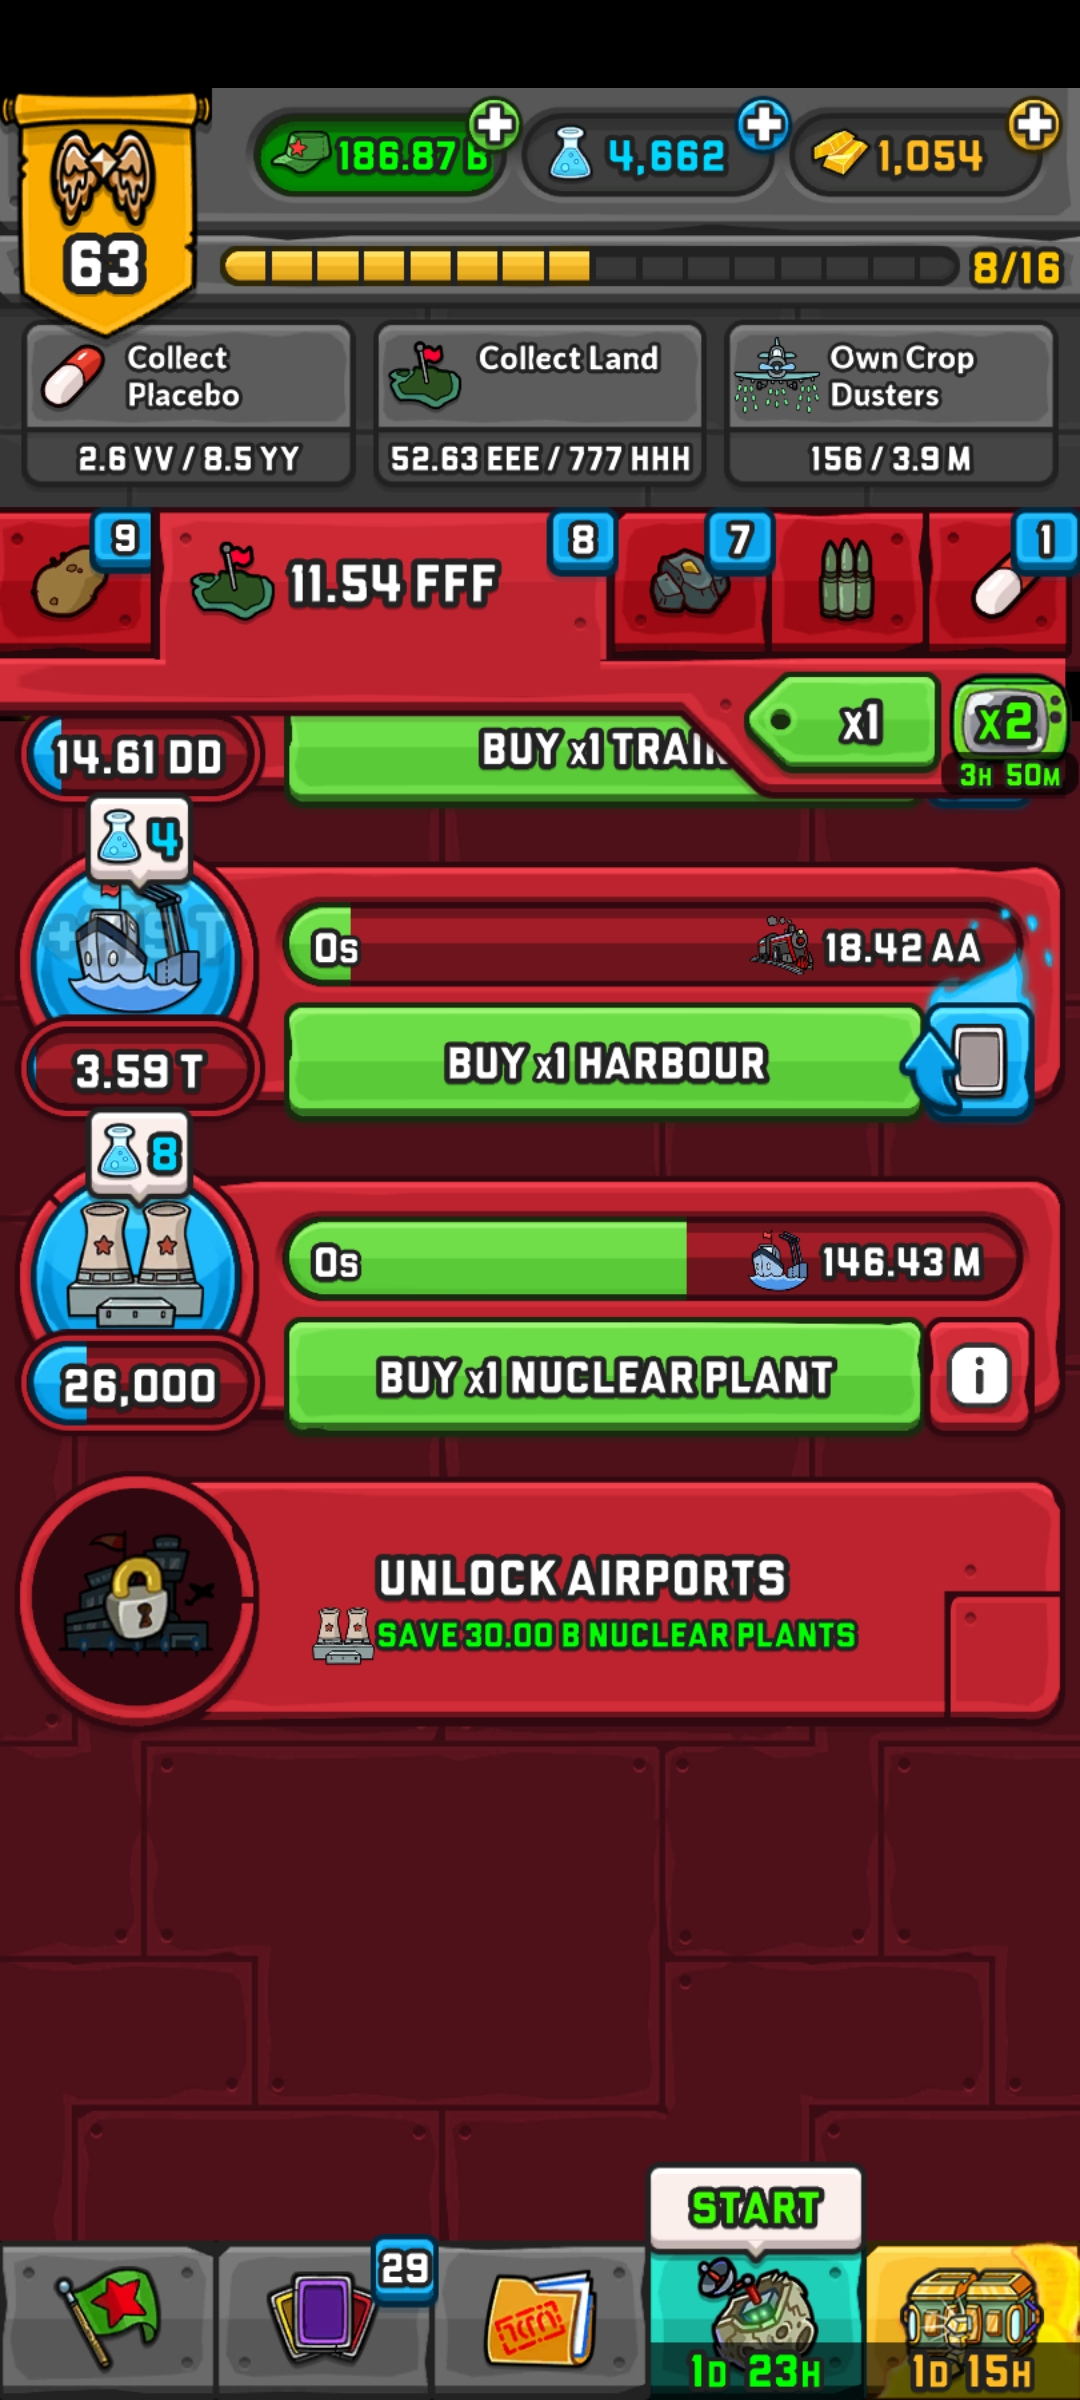 186.87 B
4,662
1,054
63
8/16
Collect
Placebo
2.6 VV / 8.5 YY
Collect Land
52.63 EEE / 777 HHH
Own Crop
Dusters
156 / 3.9 M
9
11.54 FFF
8
7
1
x1
x2
3H 50M
14.61 DD
BUY x1 TRAIN
4
0s
18.42 AA
3.59 T
BUY x1 HARBOUR
8
0s
146.43 M
26,000
BUY x1 NUCLEAR PLANT
i
UNLOCK AIRPORTS
SAVE 30.00 B NUCLEAR PLANTS
START
29
1D 23H
1D 15H